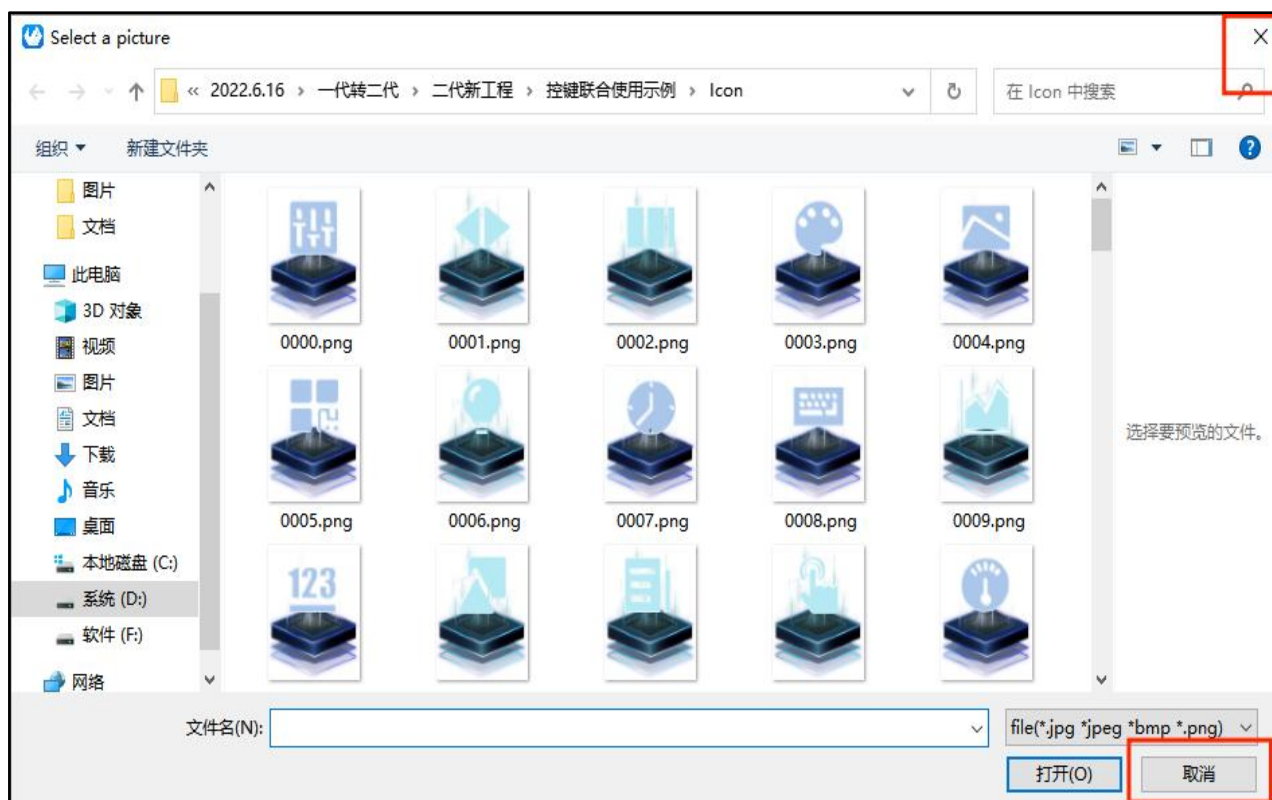 Select a picture
« 2022.6.16 › 一代转二代 › 二代新工程 › 控键联合使用示例 › Icon
在 Icon 中搜索
组织 新建文件夹
图片
文档
此电脑
3D 对象
视频
图片
文档
下载
音乐
桌面
本地磁盘 (C:)
系统 (D:)
软件 (F:)
网络
0000.png 0001.png 0002.png 0003.png 0004.png
0005.png 0006.png 0007.png 0008.png 0009.png
123
选择要预览的文件。
文件名(N):
file(*.jpg *jpeg *bmp *.png)
打开(O) 取消